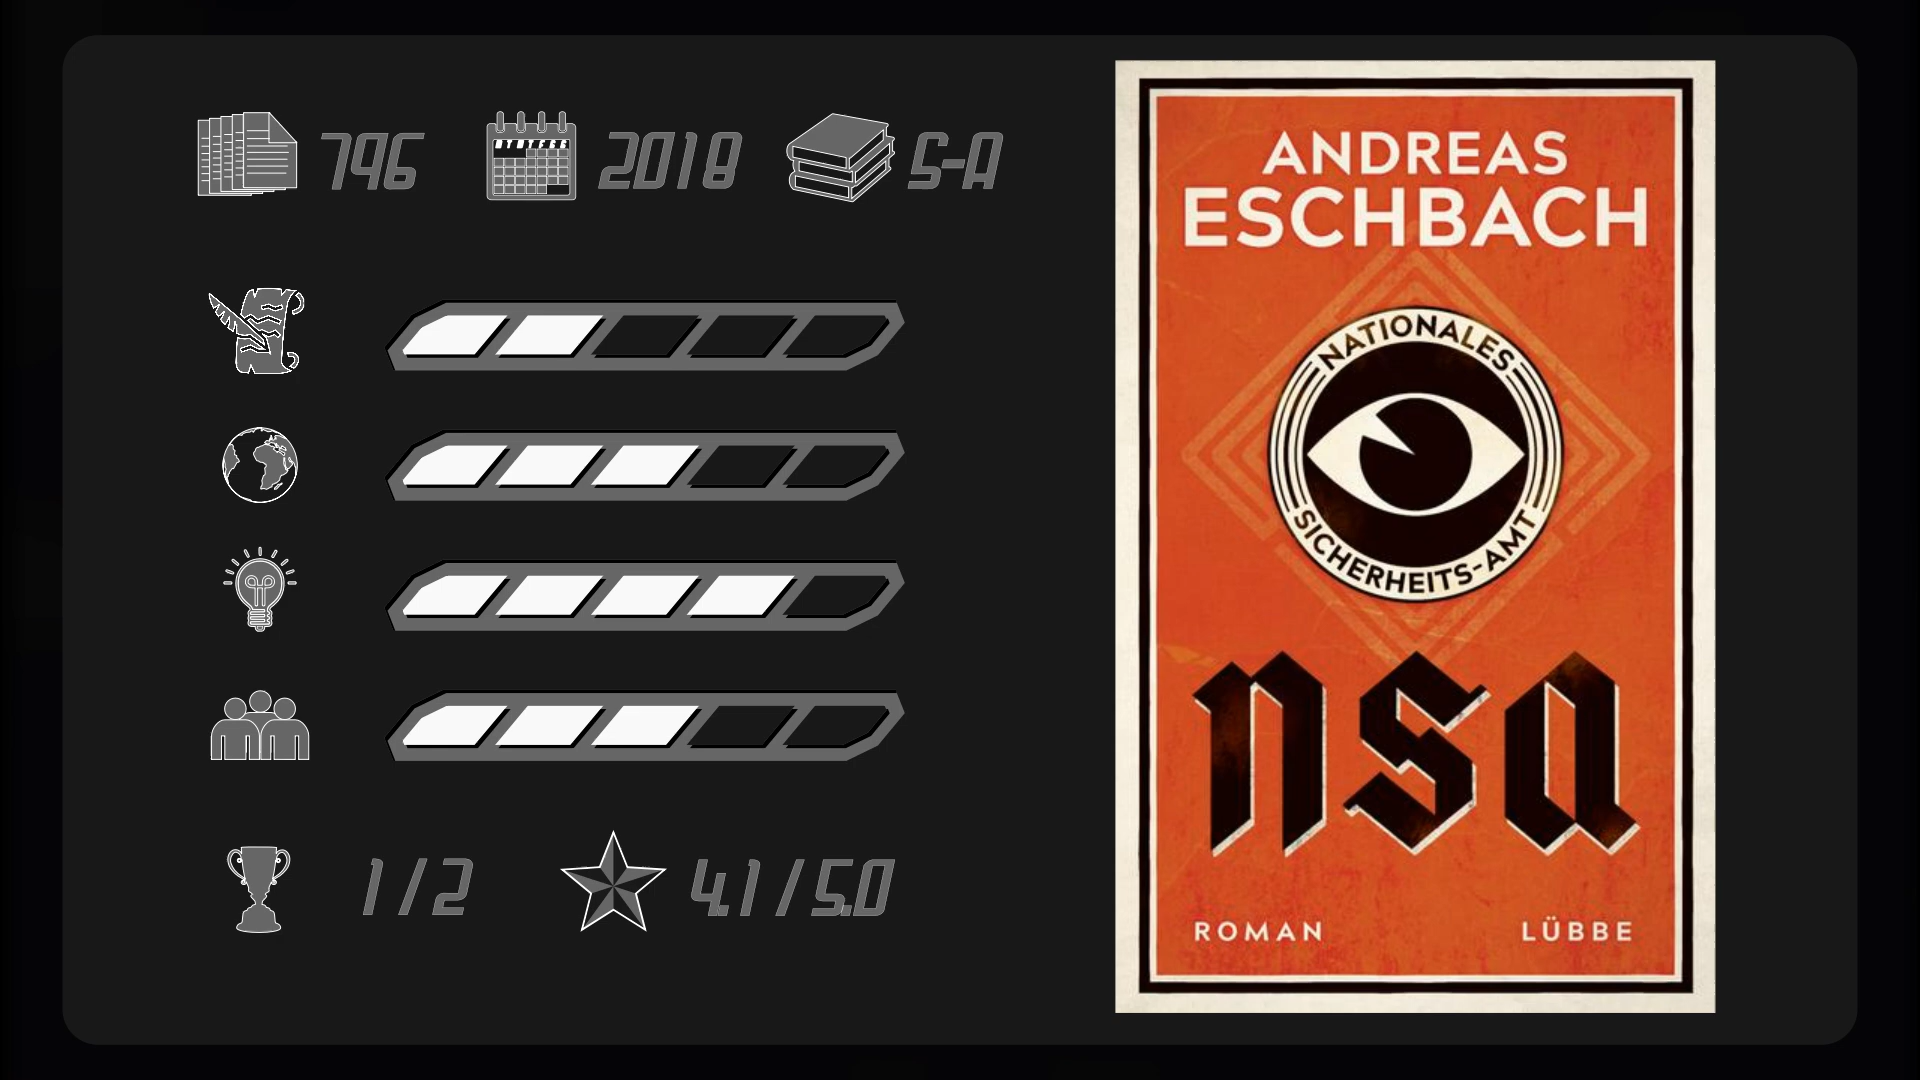 796 2018 S-A
1/2 4.1/5.0
ANDREAS
ESCHBACH
NATIONALES
SICHERHEITS-AMT
nsa
ROMAN LÜBBE